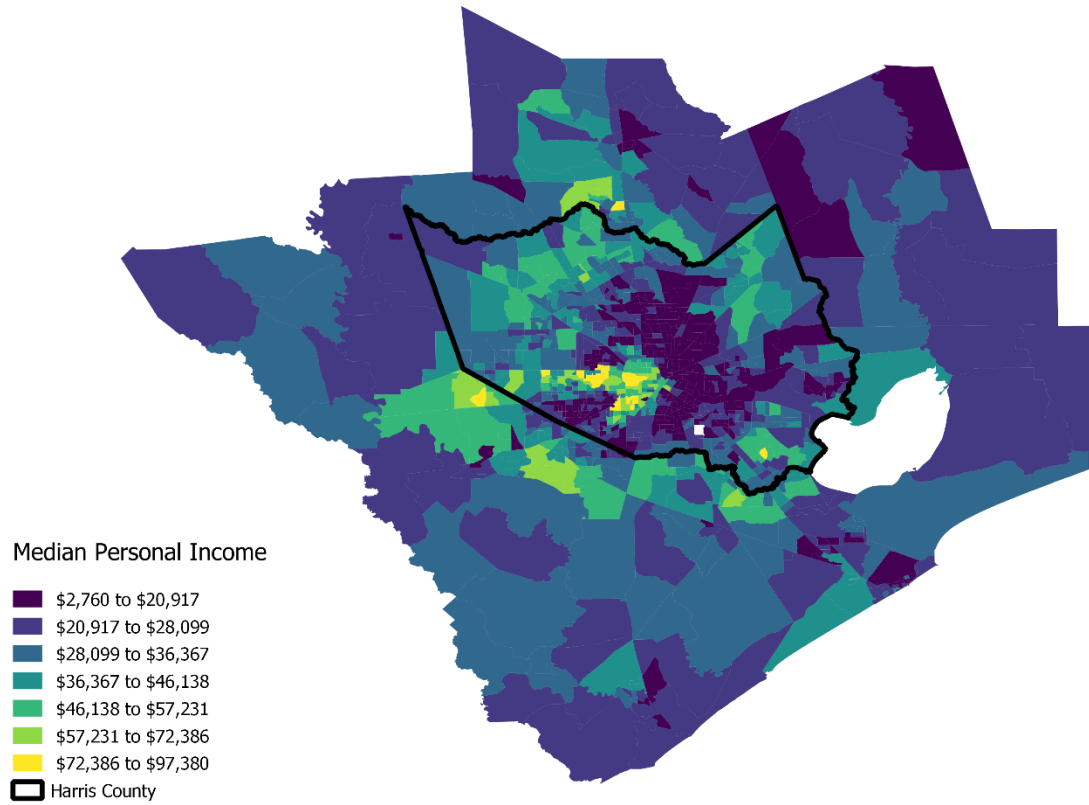 Median Personal Income
$2,760 to $20,917
$20,917 to $28,099
$28,099 to $36,367
$36,367 to $46,138
$46,138 to $57,231
$57,231 to $72,386
$72,386 to $97,380
Harris County